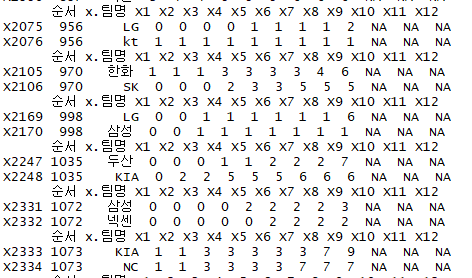 순서 x.팀명 X1 X2 X3 X4 X5 X6 X7 X8 X9 X10 X11 X12
X2075 956 LG 0 0 0 0 1 1 1 1 2 NA NA NA
X2076 956 kt 1 1 1 1 1 1 1 1 1 NA NA NA
순서 x.팀명 X1 X2 X3 X4 X5 X6 X7 X8 X9 X10 X11 X12
X2105 970 한화 1 1 1 3 3 3 3 4 6 NA NA NA
X2106 970 SK 0 0 0 2 3 3 5 5 5 NA NA NA
순서 x.팀명 X1 X2 X3 X4 X5 X6 X7 X8 X9 X10 X11 X12
X2169 998 LG 0 0 1 1 1 1 1 1 6 NA NA NA
X2170 998 삼성 0 0 1 1 1 1 1 1 1 NA NA NA
순서 x.팀명 X1 X2 X3 X4 X5 X6 X7 X8 X9 X10 X11 X12
X2247 1035 두산 0 0 0 1 1 2 2 2 7 NA NA NA
X2248 1035 KIA 0 2 2 5 5 5 6 6 6 NA NA NA
순서 x.팀명 X1 X2 X3 X4 X5 X6 X7 X8 X9 X10 X11 X12
X2331 1072 삼성 0 0 0 0 2 2 2 2 3 NA NA NA
X2332 1072 넥센 0 0 0 0 0 2 2 2 2 NA NA NA
순서 x.팀명 X1 X2 X3 X4 X5 X6 X7 X8 X9 X10 X11 X12
X2333 1073 KIA 1 1 3 3 3 3 3 7 9 NA NA NA
X2334 1073 NC 1 1 3 3 3 3 7 7 7 NA NA NA